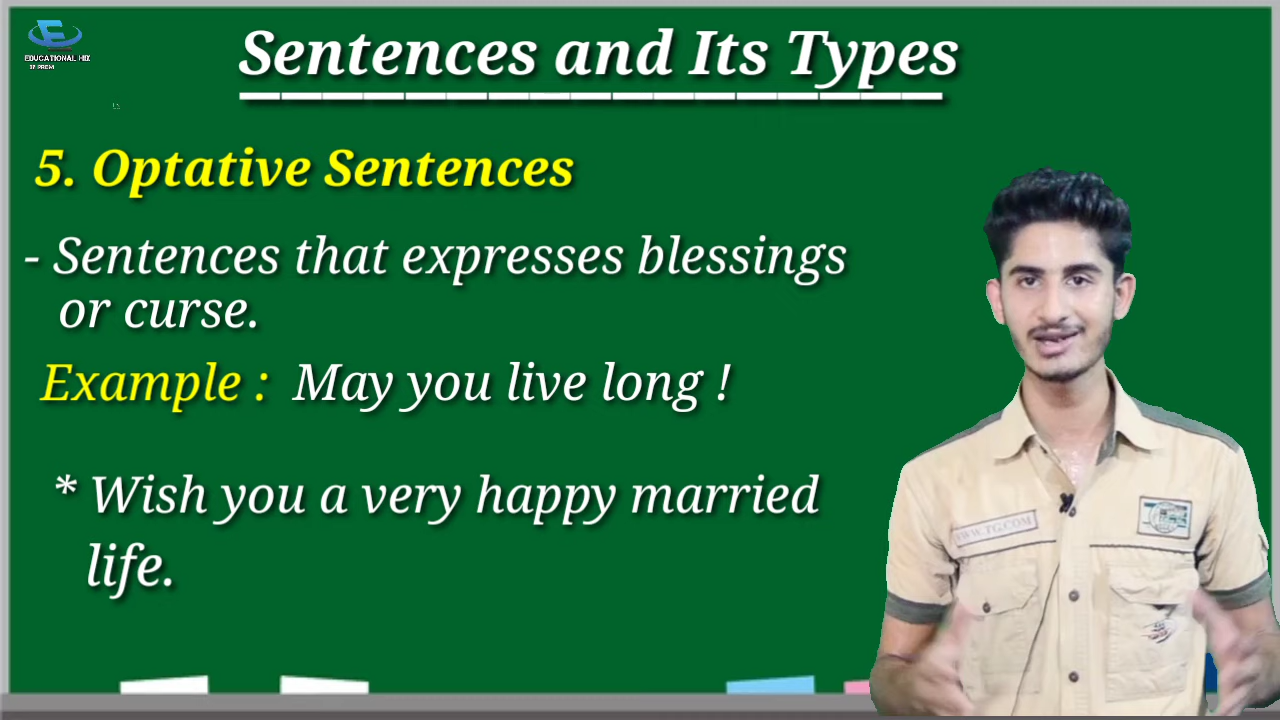 EDUCATIONAL MIX
Sentences and Its Types
5. Optative Sentences
- Sentences that expresses blessings
or curse.
Example : May you live long !
* Wish you a very happy married
life.